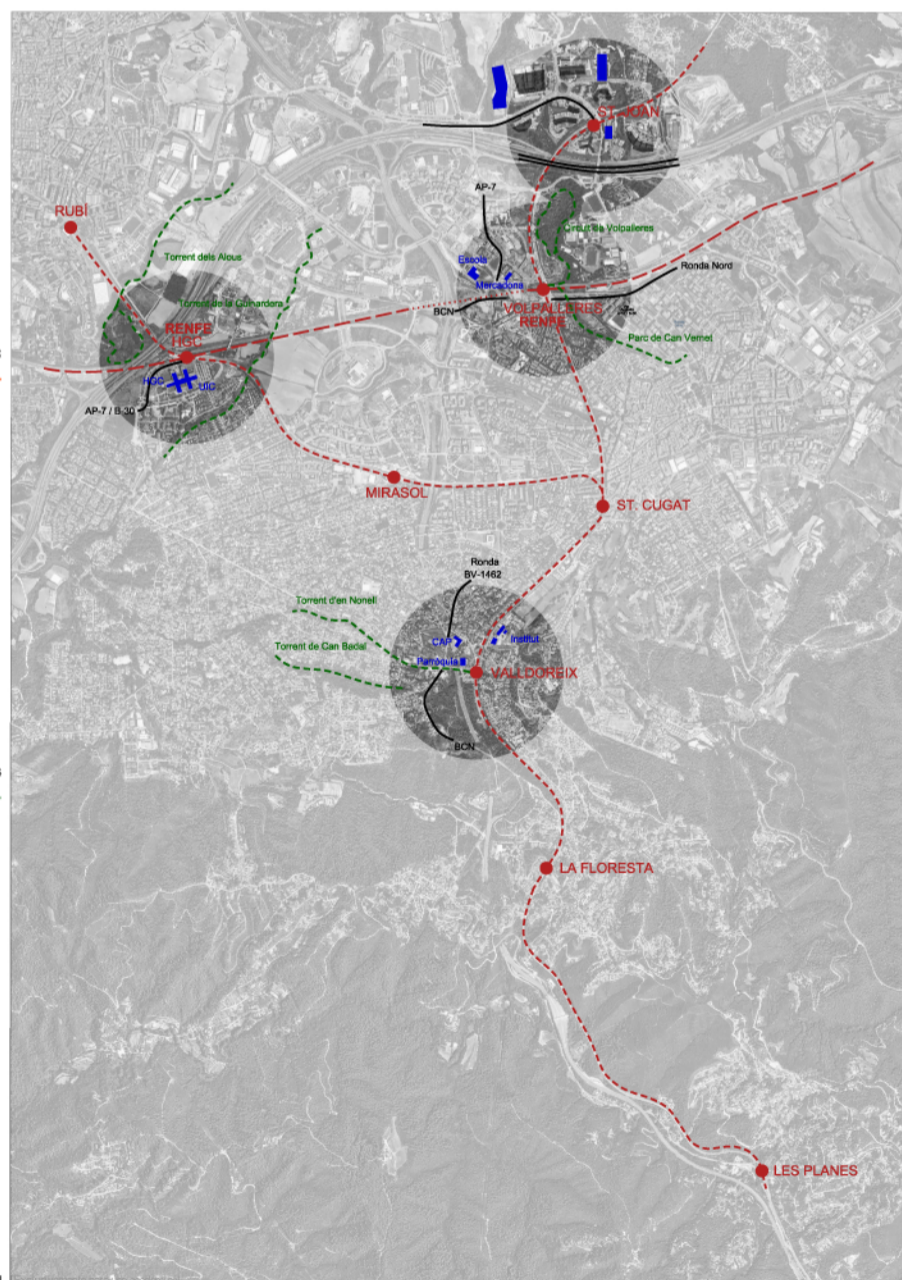 ST. JOAN
AP-7
RUBÍ
Circuit de Volpalleres
Torrent dels Alous
Escola
Ronda Nord
Mercadona
Torrent de la Guinardera
BCN
VOLPALLERES
RENFE
RENFE
HGC
Parc de Can Vernet
HGC
UIC
AP-7 / B-30
MIRASOL
ST. CUGAT
Ronda
BV-1462
Torrent d'en Nonell
CAP
Institut
Torrent de Can Badal
Parròquia
VALLDOREIX
BCN
LA FLORESTA
LES PLANES